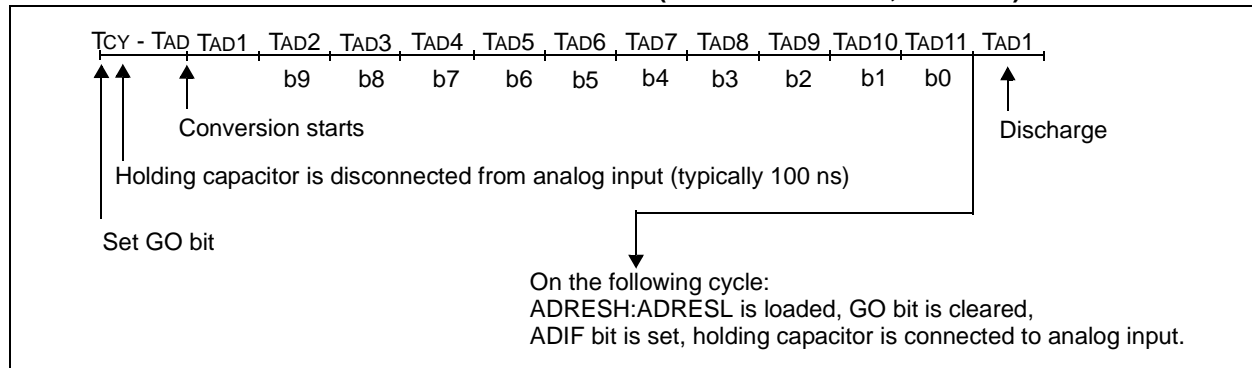 TCY - TAD TAD1 TAD2 TAD3 TAD4 TAD5 TAD6 TAD7 TAD8 TAD9 TAD10 TAD11 TAD1
b9 b8 b7 b6 b5 b4 b3 b2 b1 b0
Conversion starts
Discharge
Holding capacitor is disconnected from analog input (typically 100 ns)
Set GO bit
On the following cycle:
ADRESH:ADRESL is loaded, GO bit is cleared,
ADIF bit is set, holding capacitor is connected to analog input.